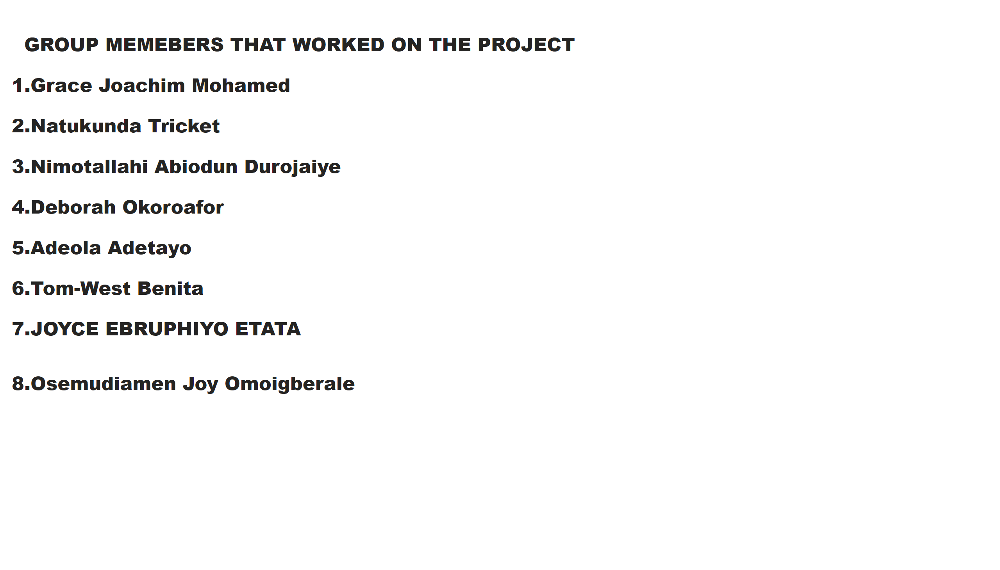 GROUP MEMEBERS THAT WORKED ON THE PROJECT
1.Grace Joachim Mohamed
2.Natukunda Tricket
3.Nimotallahi Abiodun Durojaiye
4.Deborah Okoroafor
5.Adeola Adetayo
6.Tom-West Benita
7.JOYCE EBRUPHIYO ETATA
8.Osemudiamen Joy Omoigberale